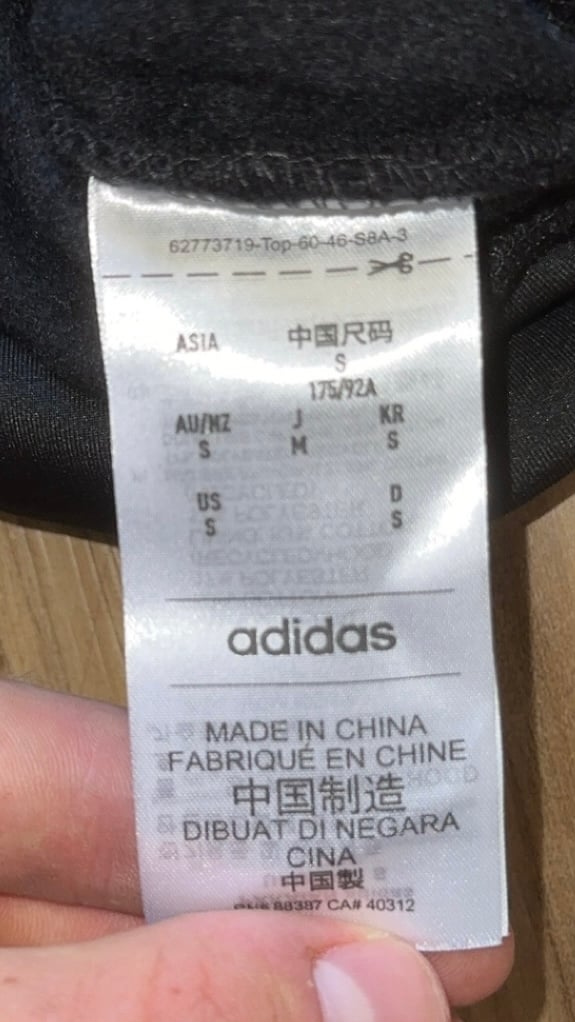 62773719-Top-60-46-S8A-3
ASIA 中国尺码
S
175/92A
AU/NZ J KR
S M S
US D
S S
adidas
MADE IN CHINA
FABRIQUÉ EN CHINE
中国制造
DIBUAT DI NEGARA
CINA
中国製
88387 CA# 40312